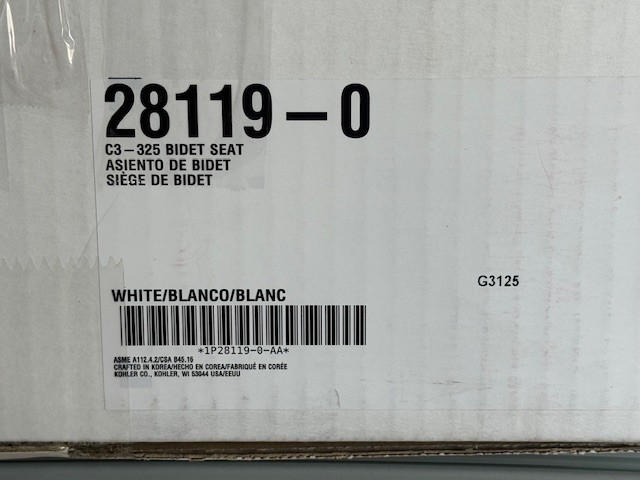 28119-0
C3-325 BIDET SEAT
ASIENTO DE BIDET
SIÈGE DE BIDET
G3125
WHITE/BLANCO/BLANC
*1P28119-0-AA*
ASME A112.4.2/CSA B45.16
CRAFTED IN KOREA/HECHO EN COREA/FABRIQUÉ EN CORÉE
KOHLER CO., KOHLER, WI 53044 USA/EEUU